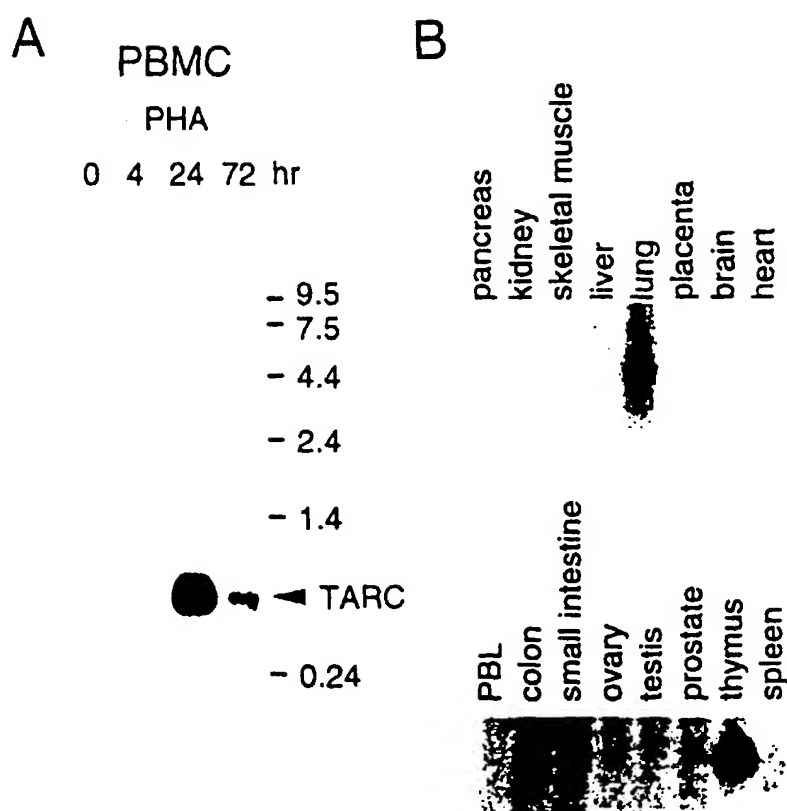 A
PBMC
PHA
0 4 24 72 hr
– 9.5
– 7.5
– 4.4
– 2.4
– 1.4
TARC
– 0.24
B
pancreas
kidney
skeletal muscle
liver
lung
placenta
brain
heart
PBL
colon
small intestine
ovary
testis
prostate
thymus
spleen